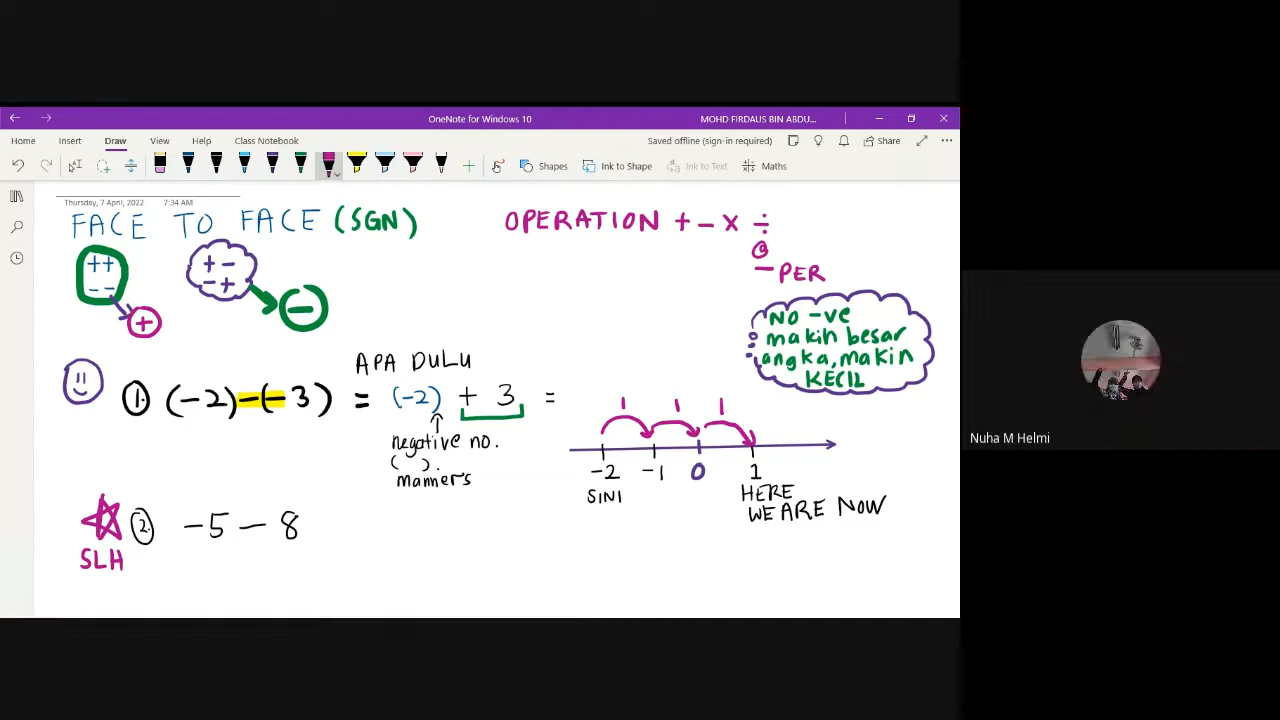 OneNote for Windows 10
MOHD FIRDAUS BIN ABDU...
Home Insert Draw View Help Class Notebook
Saved offline (sign-in required)
Share
Shapes
Ink to Shape
Ink to Text
Maths
Thursday, 7 April, 2022 7:34 AM
FACE TO FACE (SGN)
OPERATION + - × ÷
++
--
+
+ -
- +
-
@
- PER
NO -ve
makin besar
angka, makin
KECIL
APA DULU
1. (-2)-(-3) = (-2) + 3 =
negative no.
( ).
manners
1 1 1
-2 -1 0 1
SINI
HERE
WE ARE NOW
2. -5 - 8
SLH
Nuha M Helmi